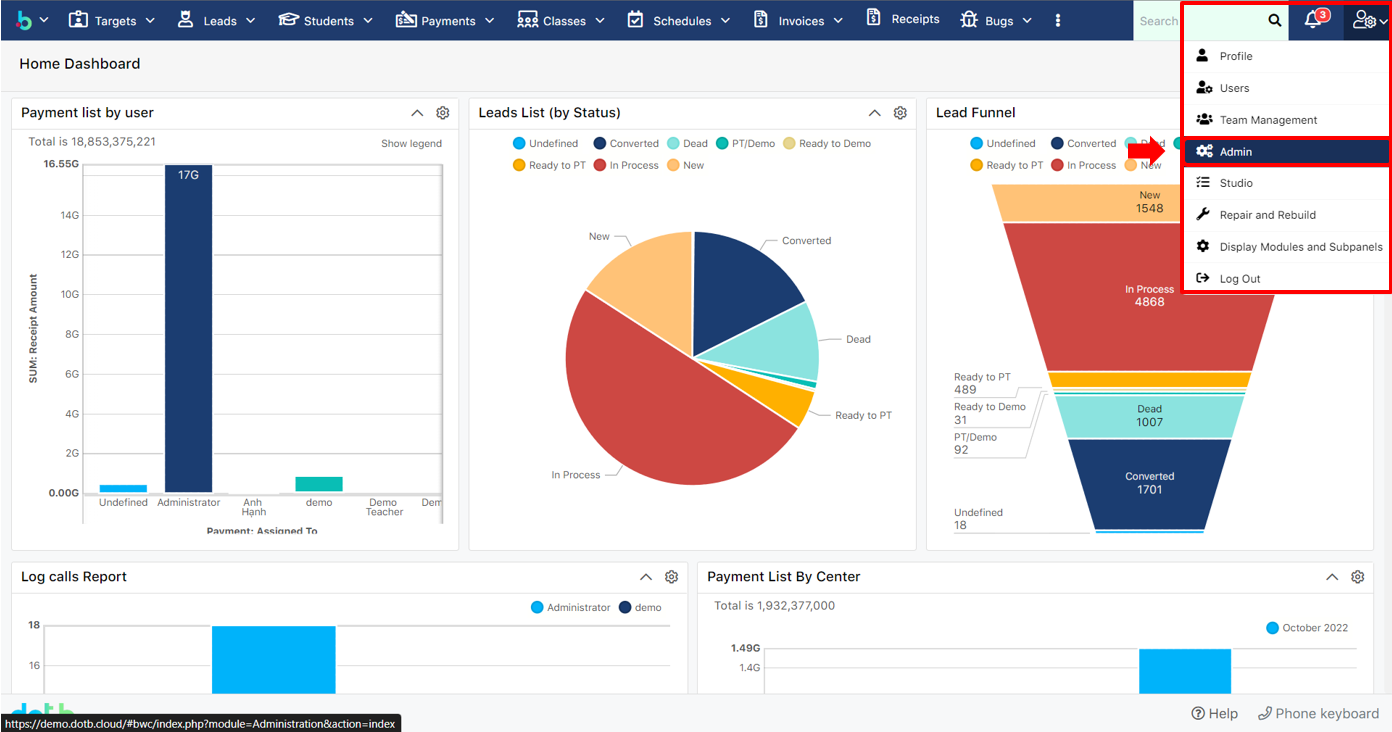 Targets Leads Students Payments Classes Schedules Invoices Receipts Bugs Search 3
Home Dashboard
Profile
Users
Team Management
Admin
Studio
Repair and Rebuild
Display Modules and Subpanels
Log Out
Payment list by user
Total is 18,853,375,221
Show legend
16.55G
14G
12G
10G
8G
6G
4G
2G
0.00G
SUM: Receipt Amount
17G
Undefined Administrator Anh Hạnh demo Demo Teacher Dem
Payment: Assigned To
Leads List (by Status)
Undefined Converted Dead PT/Demo Ready to Demo
Ready to PT In Process New
New
Converted
Dead
Ready to PT
In Process
Lead Funnel
Undefined Converted Dead
Ready to PT In Process New
New
1548
In Process
4868
Ready to PT
489
Ready to Demo
31
PT/Demo
92
Dead
1007
Converted
1701
Undefined
18
Log calls Report
Administrator demo
18
16
Payment List By Center
Total is 1,932,377,000
October 2022
1.49G
1.4G
https://demo.dotb.cloud/#bwc/index.php?module=Administration&action=index
Help Phone keyboard